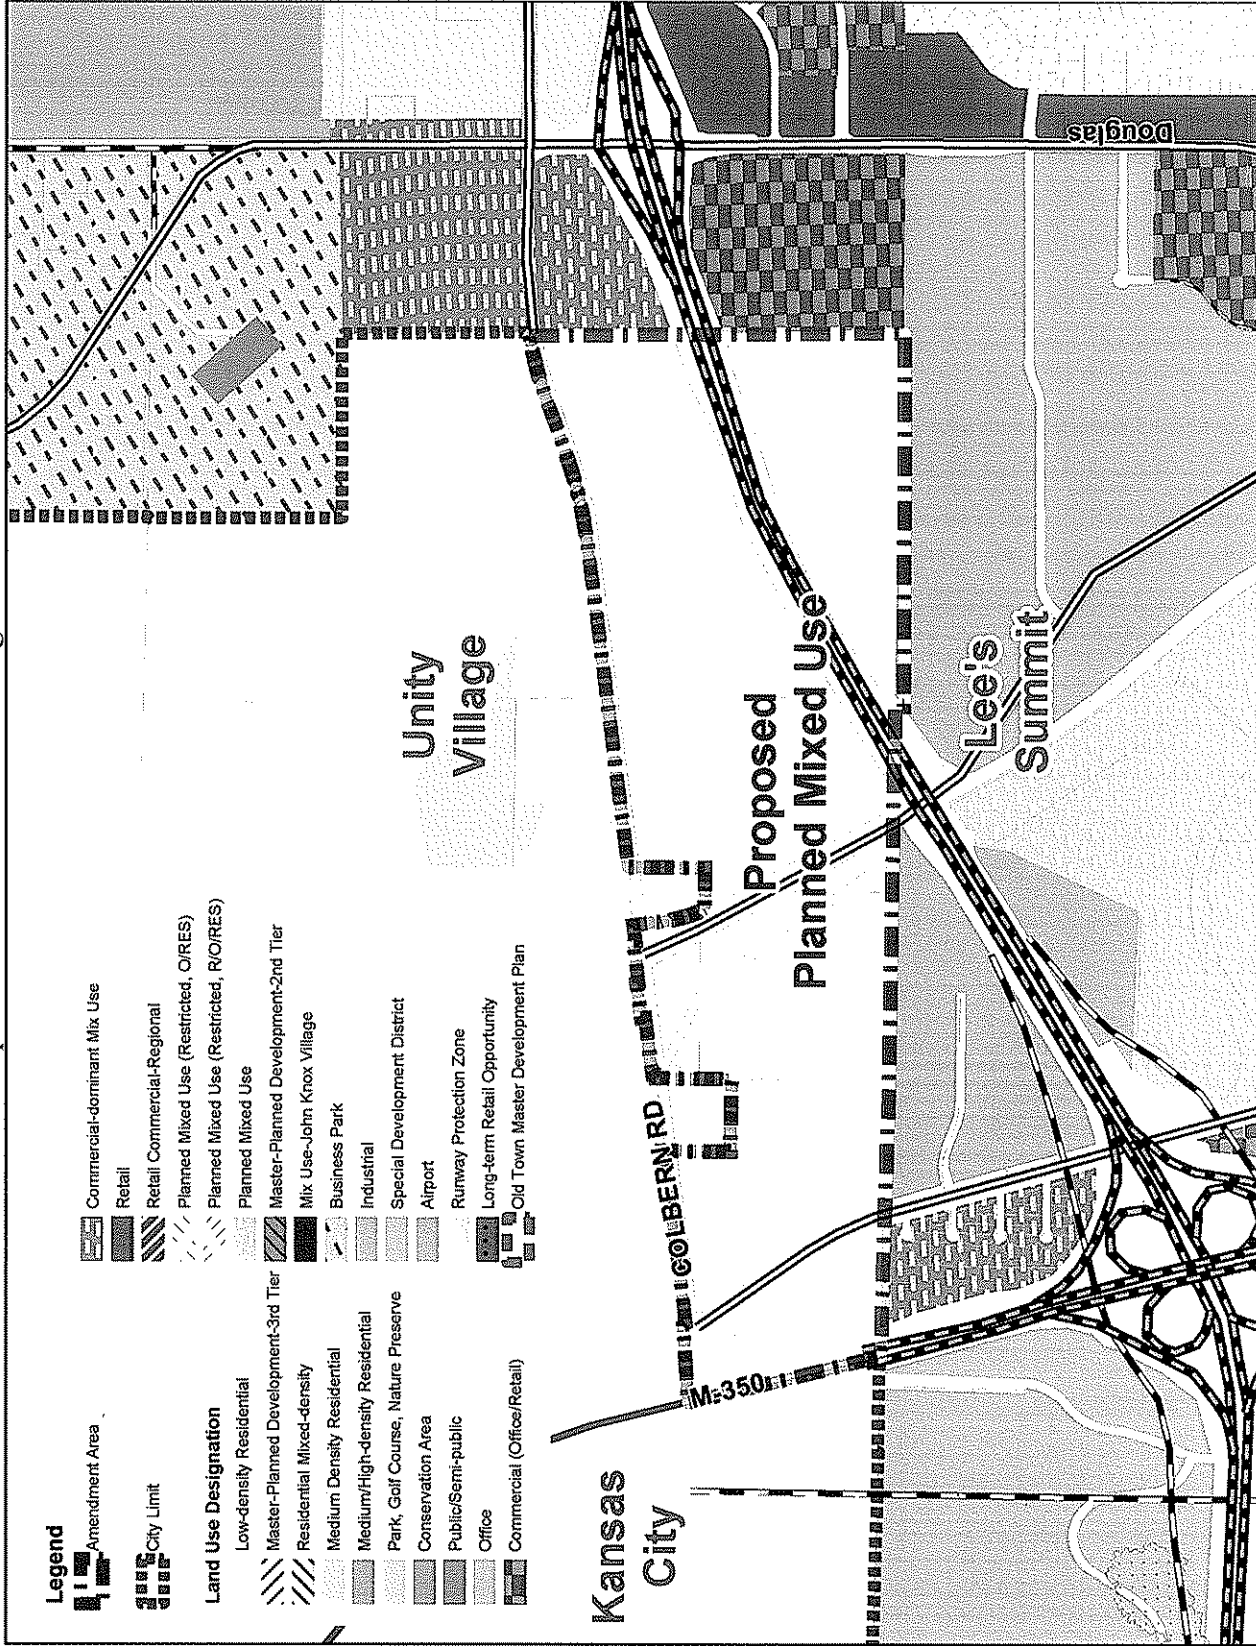 Legend
Amendment Area
City Limit
Land Use Designation
Low-density Residential
Master-Planned Development-3rd Tier
Residential Mixed-density
Medium Density Residential
Medium/High-density Residential
Park, Golf Course, Nature Preserve
Conservation Area
Public/Semi-public
Office
Commercial (Office/Retail)
Commercial-dominant Mix Use
Retail
Retail Commercial-Regional
Planned Mixed Use (Restricted, O/RES)
Planned Mixed Use (Restricted, R/O/RES)
Planned Mixed Use
Master-Planned Development-2nd Tier
Mix Use-John Knox Village
Business Park
Industrial
Special Development District
Airport
Runway Protection Zone
Long-term Retail Opportunity
Old Town Master Development Plan
Unity
Village
COLBERN RD
Proposed
Planned Mixed Use
Kansas
City
M-350
Lee's
Summit
Douglas